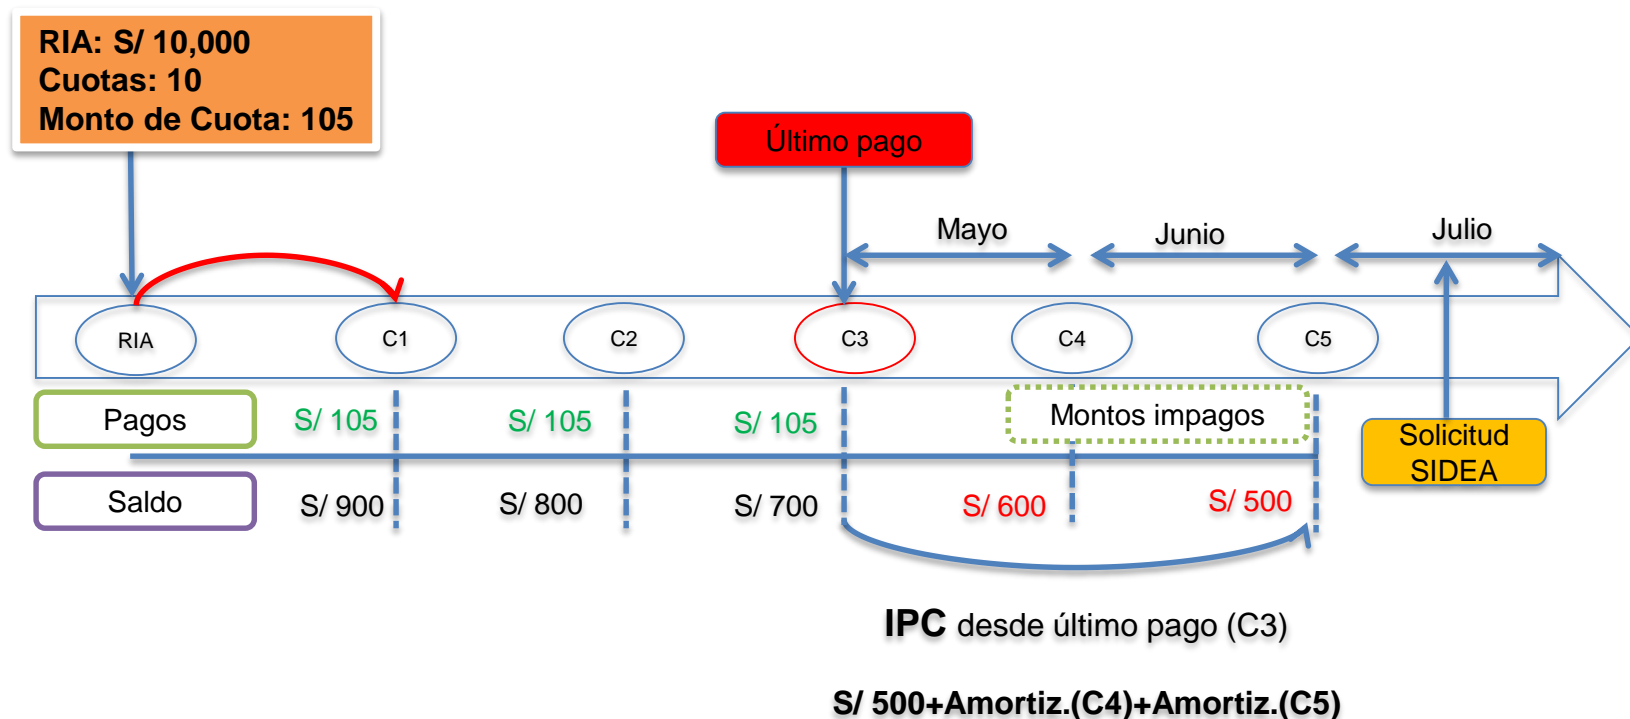 RIA: S/ 10,000
Cuotas: 10
Monto de Cuota: 105
Último pago
Mayo
Junio
Julio
RIA
C1
C2
C3
C4
C5
Pagos
S/ 105
S/ 105
S/ 105
Montos impagos
Solicitud
SIDEA
Saldo
S/ 900
S/ 800
S/ 700
S/ 600
S/ 500
IPC desde último pago (C3)
S/ 500+Amortiz.(C4)+Amortiz.(C5)